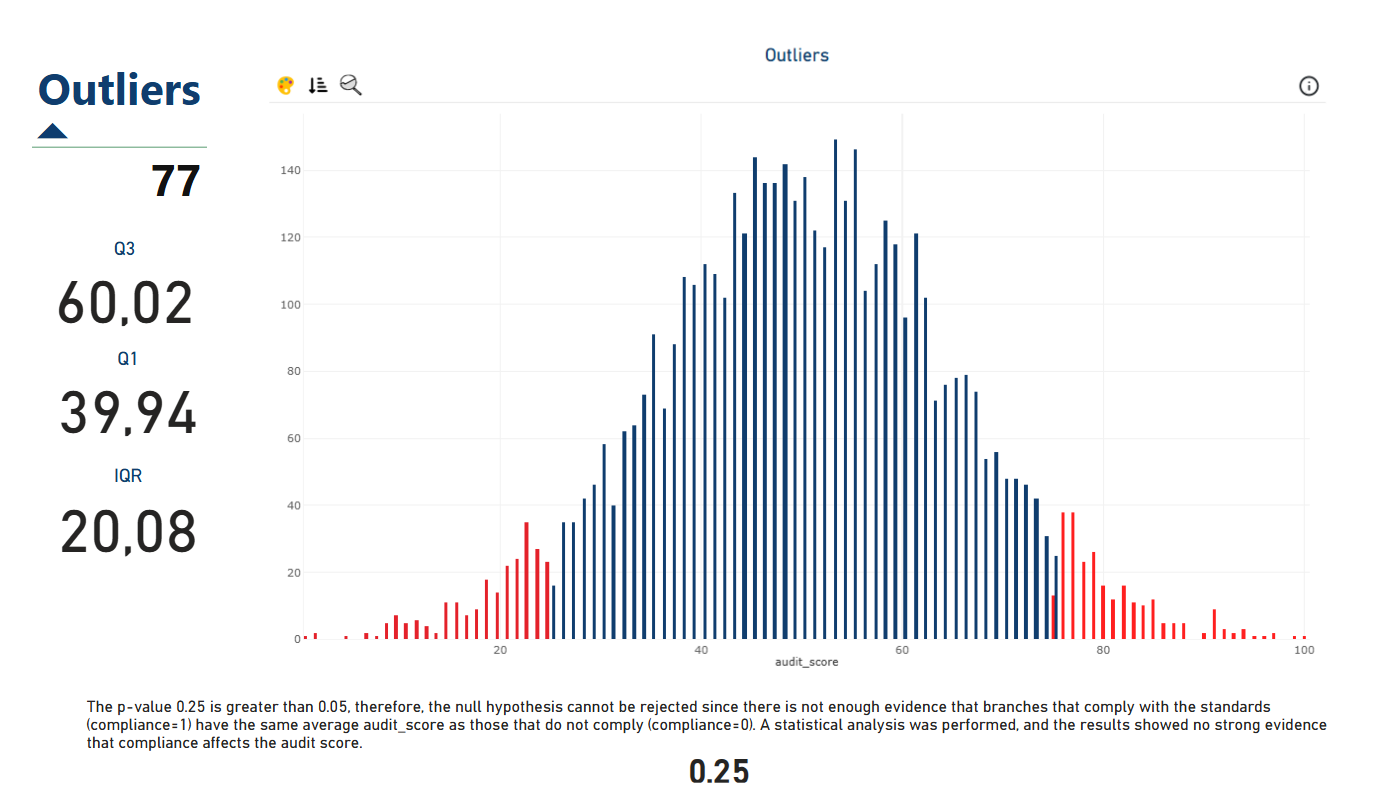 Outliers
Outliers
77
Q3
60,02
Q1
39,94
IQR
20,08
140
120
100
80
60
40
20
0
20
40
60
80
100
audit_score
The p-value 0.25 is greater than 0.05, therefore, the null hypothesis cannot be rejected since there is not enough evidence that branches that comply with the standards
(compliance=1) have the same average audit_score as those that do not comply (compliance=0). A statistical analysis was performed, and the results showed no strong evidence
that compliance affects the audit score.
0.25